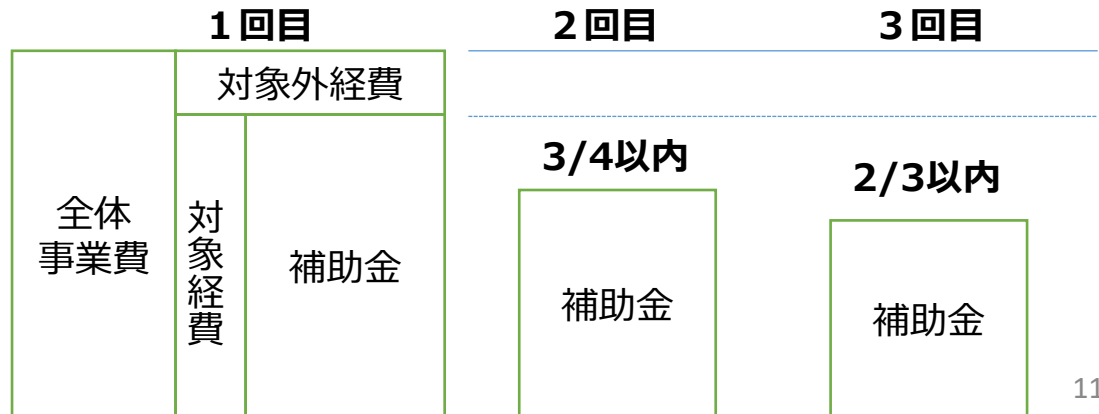 1回目
2回目
3回目
対象外経費
3/4以内
2/3以内
全体
事業費
対象経費
補助金
補助金
補助金
11